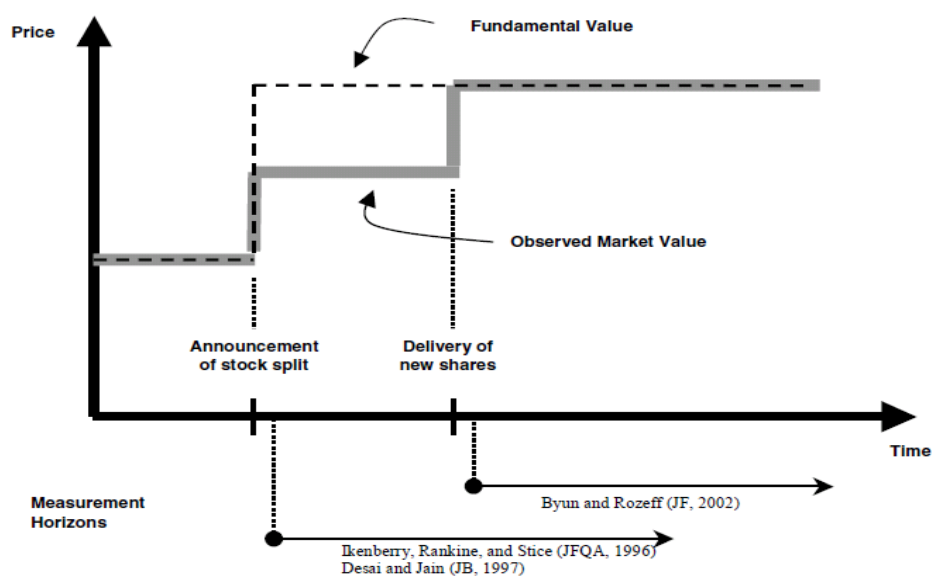 Price
Fundamental Value
Observed Market Value
Announcement
of stock split
Delivery of
new shares
Time
Measurement
Horizons
Byun and Rozeff (JF, 2002)
Ikenberry, Rankine, and Stice (JFQA, 1996)
Desai and Jain (JB, 1997)